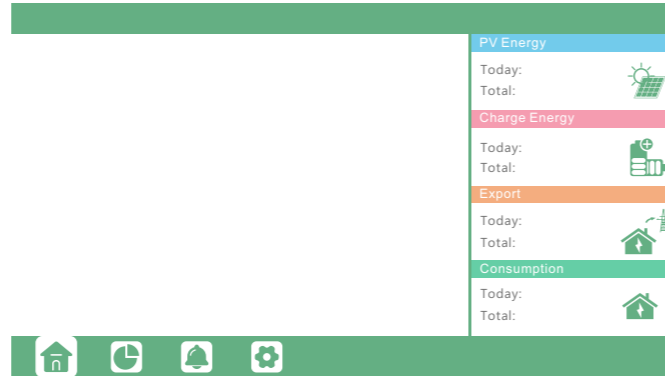 PV Energy
Today:
Total:
Charge Energy
Today:
Total:
Export
Today:
Total:
Consumption
Today:
Total: